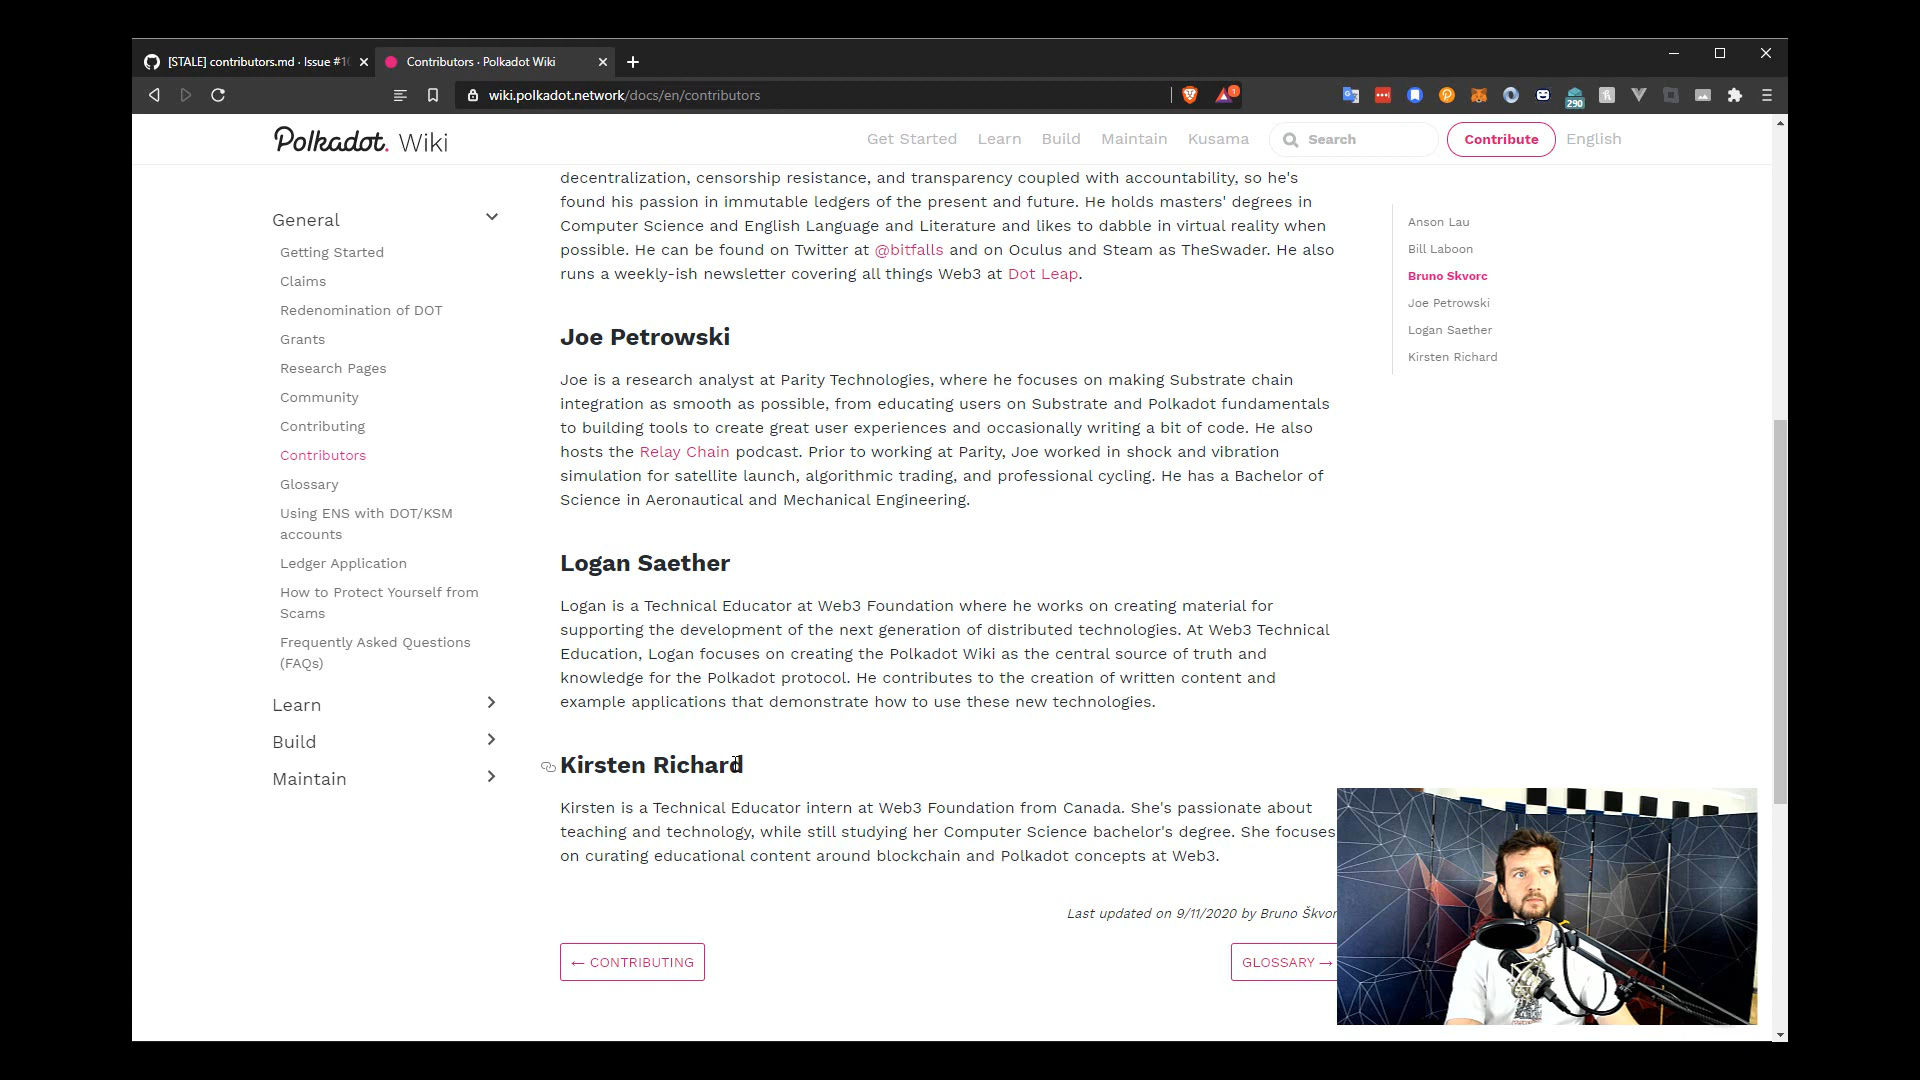 [STALE] contributors.md · Issue #1
Contributors · Polkadot Wiki
wiki.polkadot.network/docs/en/contributors
1
290
Polkadot. Wiki
Get Started
Learn
Build
Maintain
Kusama
Search
Contribute
English
General
Getting Started
Claims
Redenomination of DOT
Grants
Research Pages
Community
Contributing
Contributors
Glossary
Using ENS with DOT/KSM
accounts
Ledger Application
How to Protect Yourself from
Scams
Frequently Asked Questions
(FAQs)
Learn
Build
Maintain
decentralization, censorship resistance, and transparency coupled with accountability, so he's
found his passion in immutable ledgers of the present and future. He holds masters' degrees in
Computer Science and English Language and Literature and likes to dabble in virtual reality when
possible. He can be found on Twitter at @bitfalls and on Oculus and Steam as TheSwader. He also
runs a weekly-ish newsletter covering all things Web3 at Dot Leap.
Joe Petrowski
Joe is a research analyst at Parity Technologies, where he focuses on making Substrate chain
integration as smooth as possible, from educating users on Substrate and Polkadot fundamentals
to building tools to create great user experiences and occasionally writing a bit of code. He also
hosts the Relay Chain podcast. Prior to working at Parity, Joe worked in shock and vibration
simulation for satellite launch, algorithmic trading, and professional cycling. He has a Bachelor of
Science in Aeronautical and Mechanical Engineering.
Logan Saether
Logan is a Technical Educator at Web3 Foundation where he works on creating material for
supporting the development of the next generation of distributed technologies. At Web3 Technical
Education, Logan focuses on creating the Polkadot Wiki as the central source of truth and
knowledge for the Polkadot protocol. He contributes to the creation of written content and
example applications that demonstrate how to use these new technologies.
Kirsten Richard
Kirsten is a Technical Educator intern at Web3 Foundation from Canada. She's passionate about
teaching and technology, while still studying her Computer Science bachelor's degree. She focuses
on curating educational content around blockchain and Polkadot concepts at Web3.
Last updated on 9/11/2020 by Bruno Škvor
← CONTRIBUTING
GLOSSARY →
Anson Lau
Bill Laboon
Bruno Skvorc
Joe Petrowski
Logan Saether
Kirsten Richard